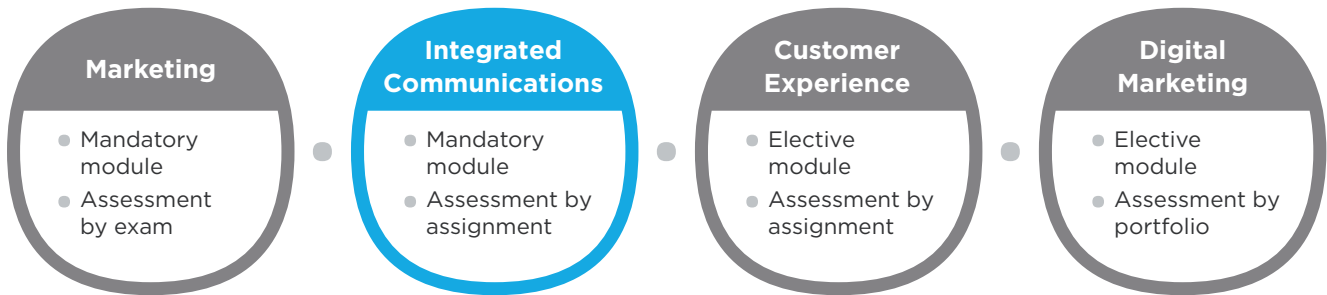 Marketing
Mandatory
module
Assessment
by exam
Integrated
Communications
Mandatory
module
Assessment by
assignment
Customer
Experience
Elective
module
Assessment by
assignment
Digital
Marketing
Elective
module
Assessment by
portfolio